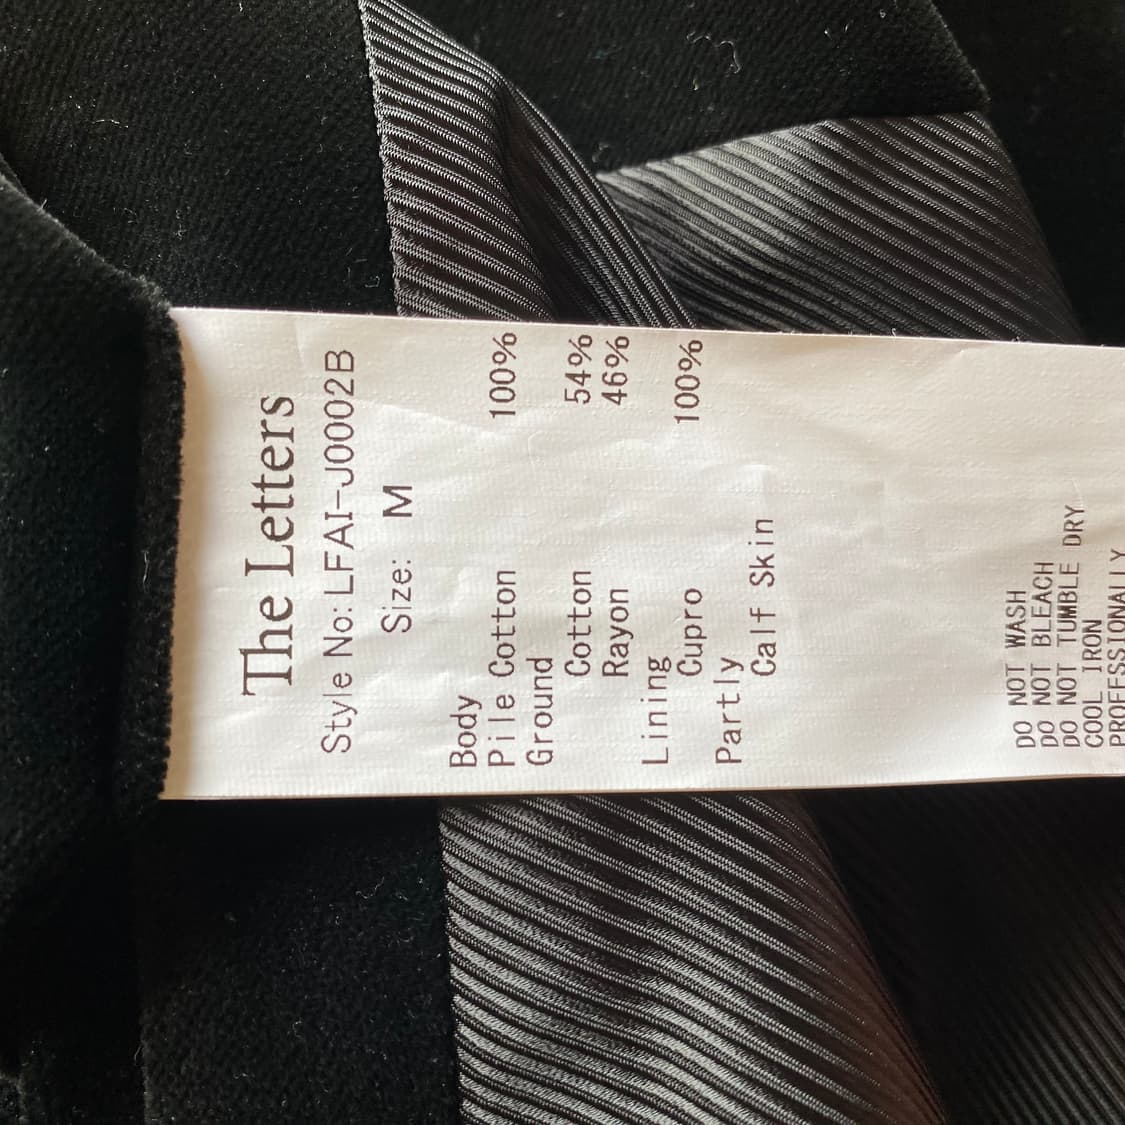 The Letters
Style No: LFAI-J0002B
Size: M
Body
Pile Cotton 100%
Ground
Cotton 54%
Rayon 46%
Lining
Cupro 100%
Partly
Calf Skin
DO NOT WASH
DO NOT BLEACH
DO NOT TUMBLE DRY
COOL IRON
PROFESSIONALLY